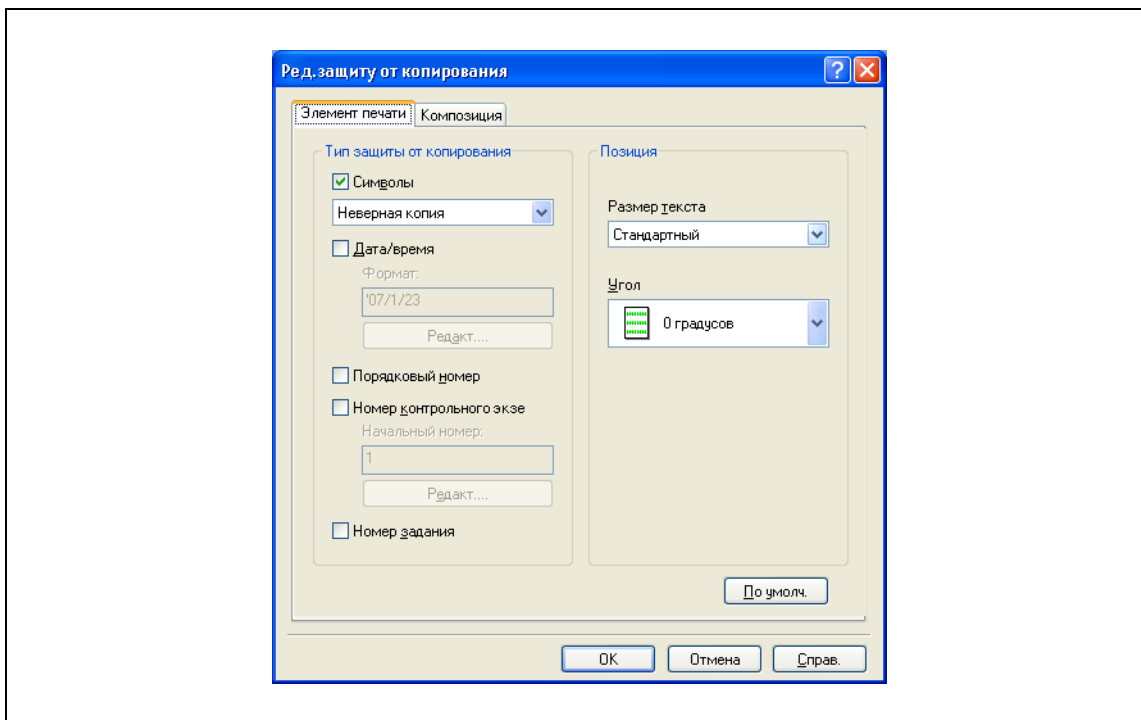 Ред.защиту от копирования
Элемент печати
Композиция
Тип защиты от копирования
Символы
Неверная копия
Дата/время
Формат:
'07/1/23
Редакт....
Порядковый номер
Номер контрольного экзе
Начальный номер:
1
Редакт....
Номер задания
Позиция
Размер текста
Стандартный
Угол
0 градусов
По умолч.
OK
Отмена
Справ.